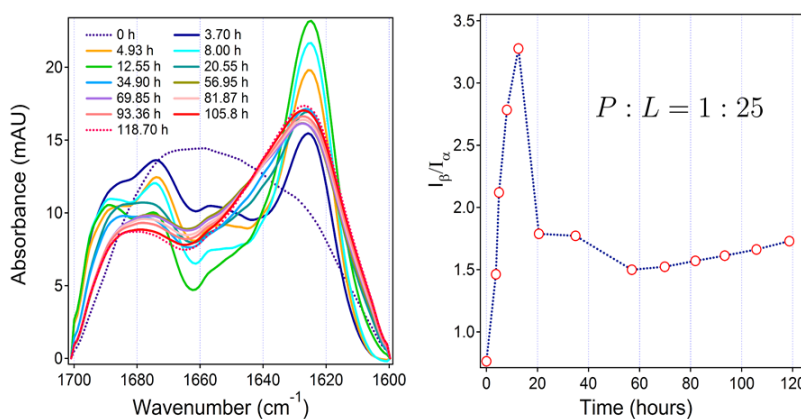 0 h 3.70 h
4.93 h 8.00 h
12.55 h 20.55 h
34.90 h 56.95 h
69.85 h 81.87 h
93.36 h 105.8 h
118.70 h
Absorbance (mAU)
20
15
10
5
0
1700 1680 1660 1640 1620 1600
Wavenumber (cm⁻¹)
P : L = 1 : 25
I_β/I_α
3.5
3.0
2.5
2.0
1.5
1.0
0 20 40 60 80 100 120
Time (hours)